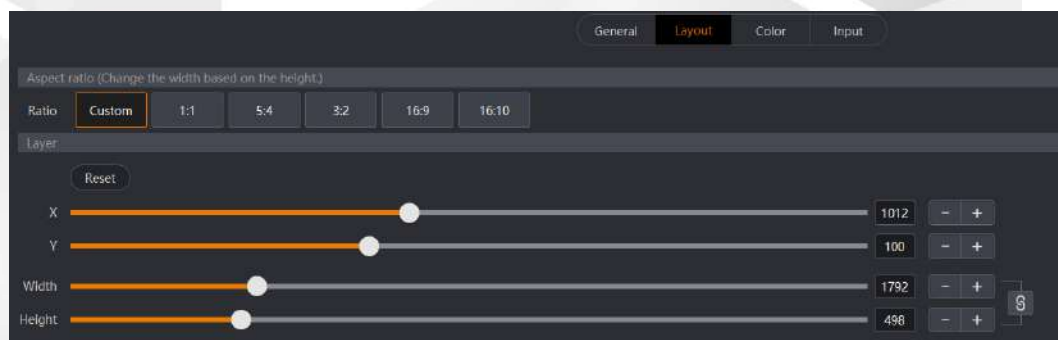 General Layout Color Input
Aspect ratio (Change the width based on the height.)
Ratio Custom 1:1 5:4 3:2 16:9 16:10
Layer
Reset
X 1012 - +
Y 100 - +
Width 1792 - +
Height 498 - +